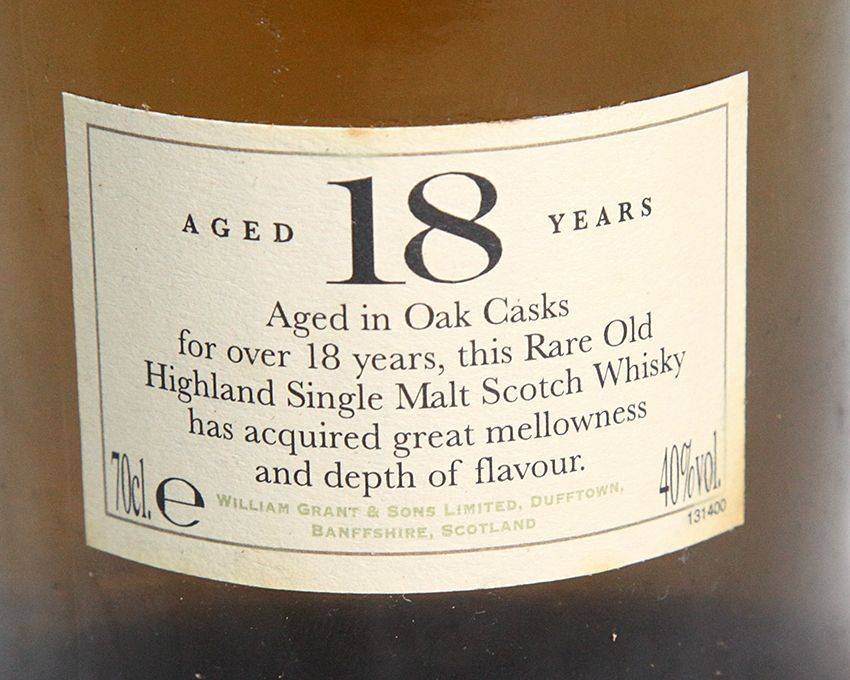 AGED 18 YEARS
Aged in Oak Casks
for over 18 years, this Rare Old
Highland Single Malt Scotch Whisky
has acquired great mellowness
and depth of flavour.
70cl. e
WILLIAM GRANT & SONS LIMITED, DUFFTOWN,
BANFFSHIRE, SCOTLAND
40%vol.
131400